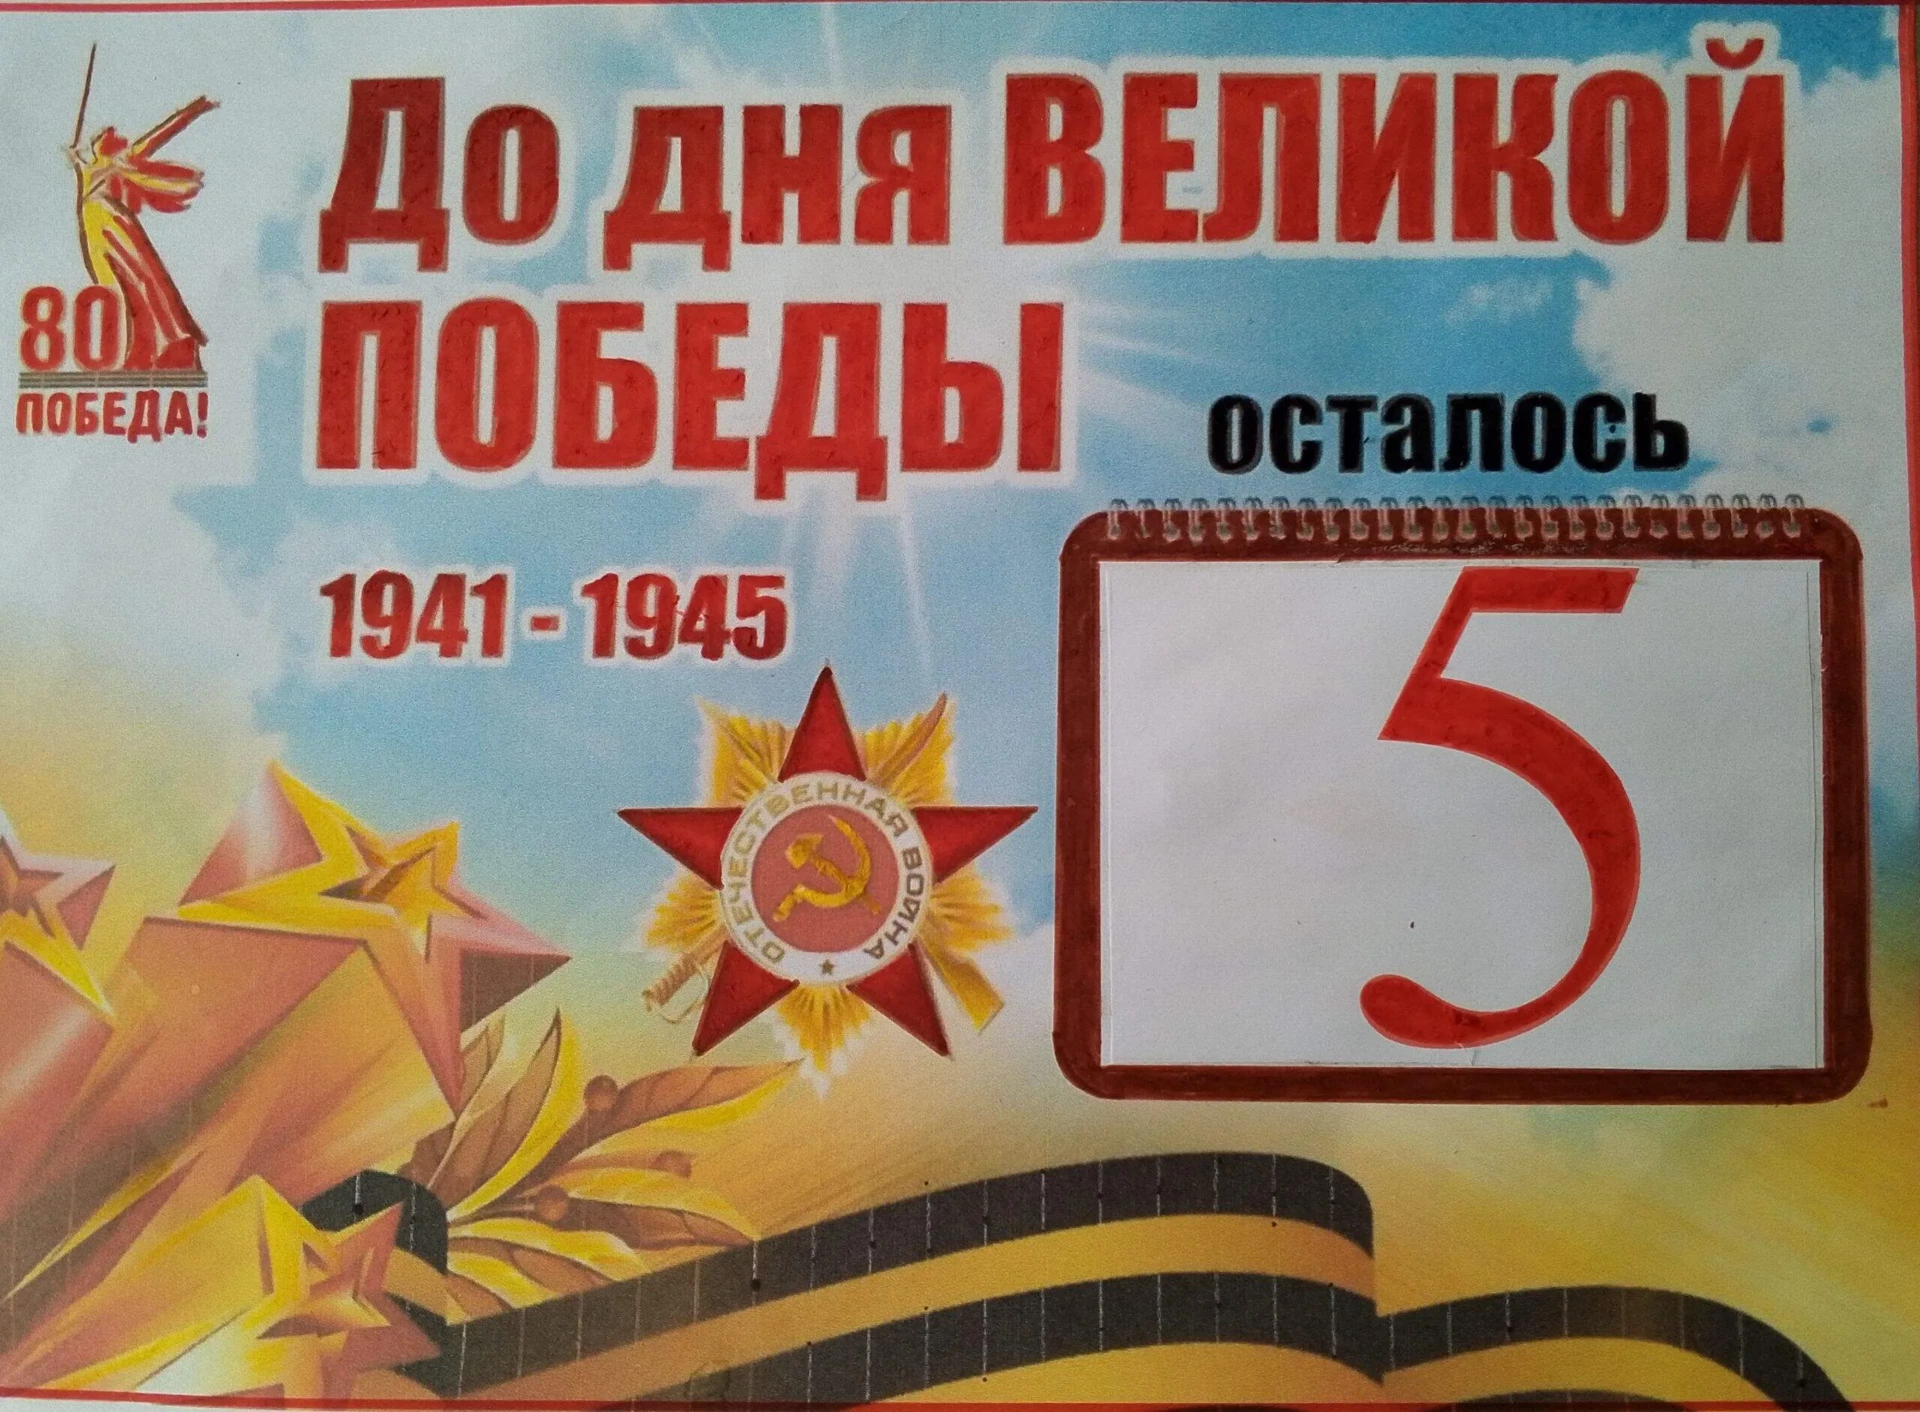 До дня ВЕЛИКОЙ
ПОБЕДЫ
80
ПОБЕДА!
осталось
1941 - 1945
5
ОТЕЧЕСТВЕННАЯ ВОЙНА